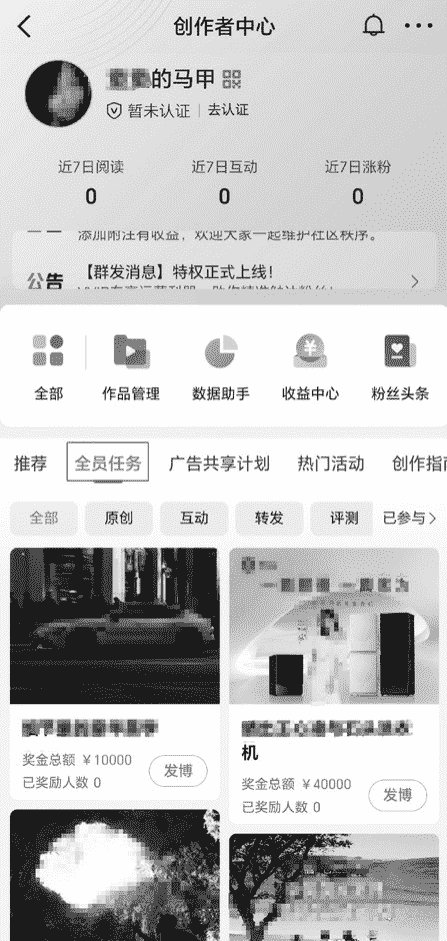 创作者中心
的马甲
暂未认证 | 去认证
近7日阅读 近7日互动 近7日涨粉
0 0 0
添加附注有收益，欢迎大家一起维护社区秩序。
公告 【群发消息】特权正式上线！
全部 作品管理 数据助手 收益中心 粉丝头条
推荐 全员任务 广告共享计划 热门活动 创作指
全部 原创 互动 转发 评测 已参与
机
奖金总额 ￥10000
已奖励人数 0
发博
奖金总额 ￥40000
已奖励人数 0
发博